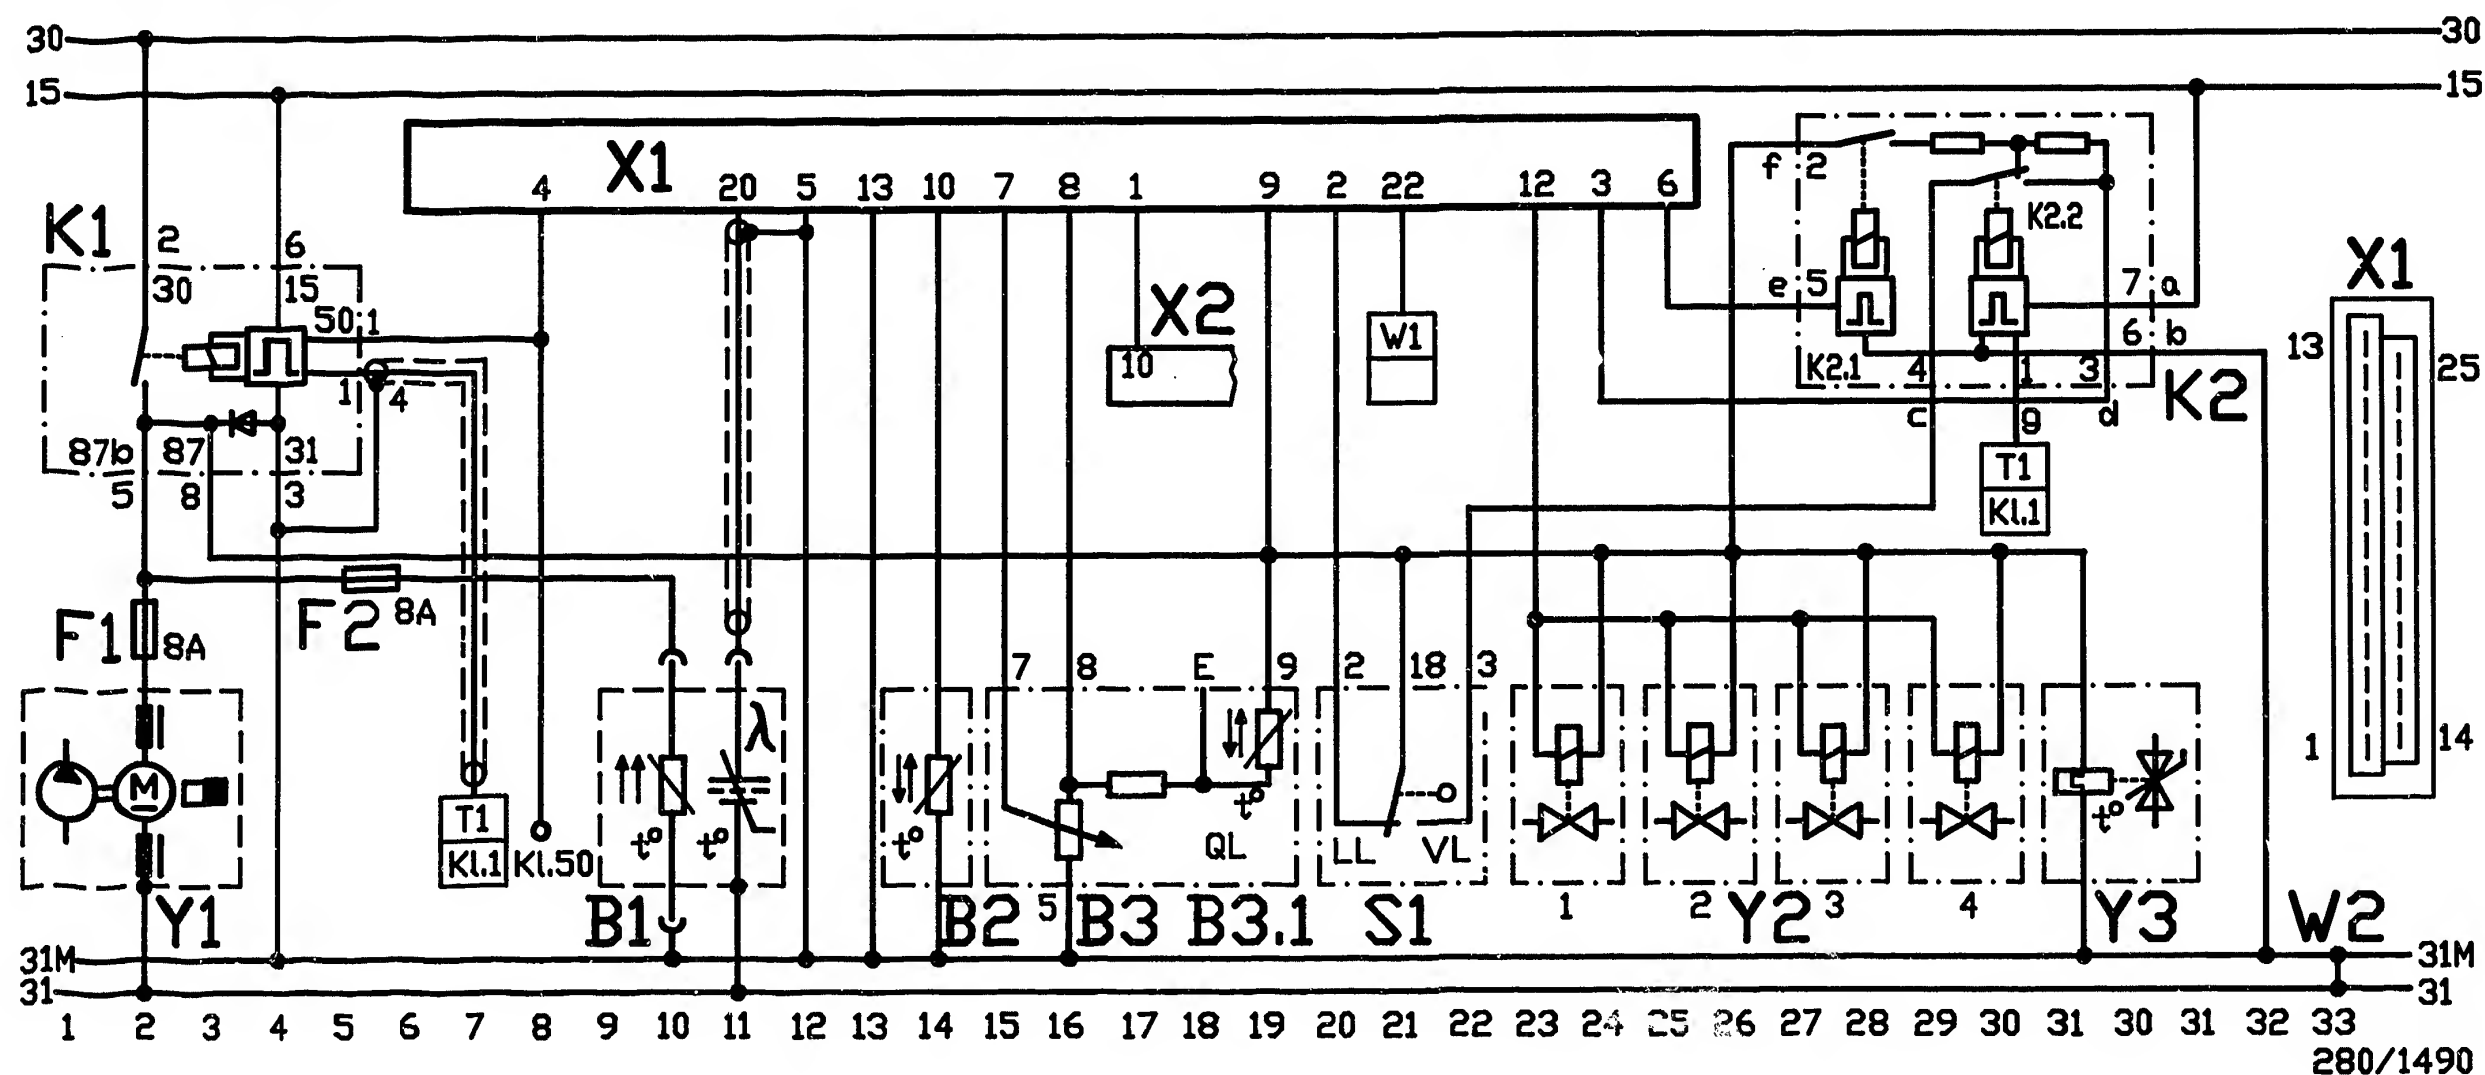 30 30
15 15
X1
4 20 5 13 10 7 8 1 9 2 22 12 3 6
f 2
K2.2
K1 2 6
30 15
50 1
1 4
e 5 7 a
6 b
K2.1 4 1 3
K2
c g d
X2
10
W1
T1
Kl.1
X1
13 25
1 14
87b 87 31
5 8 3
F1 8A
F2 8A
7 8 E 9 2 18 3
M
λ
t° t° t° t° t°
QL LL VL
T1
Kl.1 Kl.50
Y1 B1 B2 5 B3 B3.1 S1 1 2 Y2 3 4 Y3 W2
31M 31M
31 31
1 2 3 4 5 6 7 8 9 10 11 12 13 14 15 16 17 18 19 20 21 22 23 24 25 26 27 28 29 30 31 30 31 32 33
280/1490